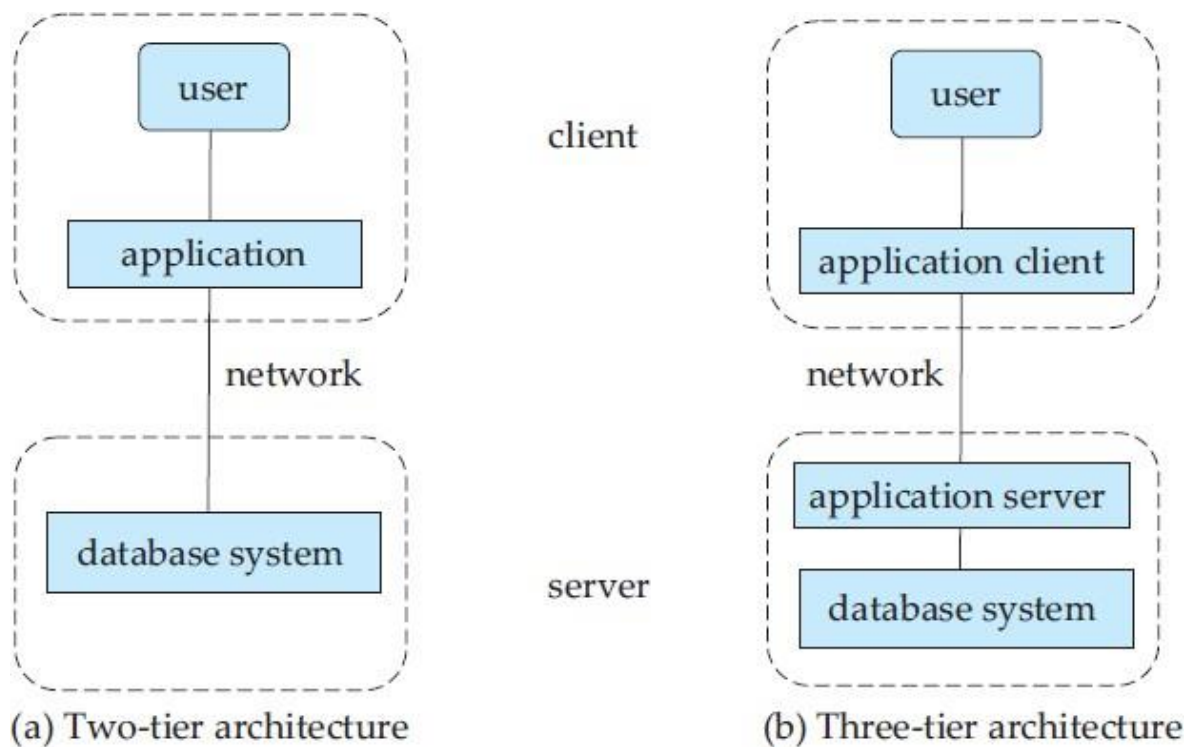 user
application
network
database system
(a) Two-tier architecture
client
server
user
application client
network
application server
database system
(b) Three-tier architecture